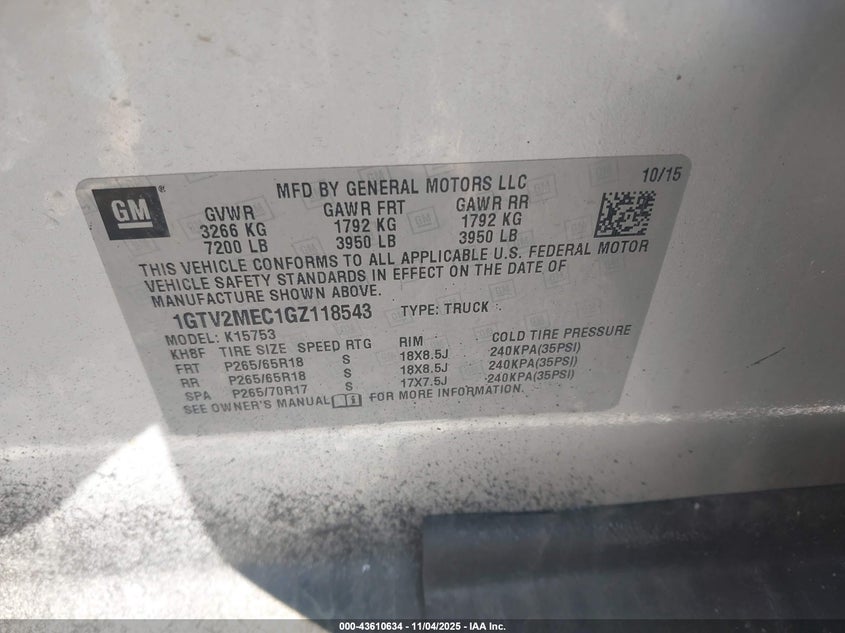 GM ®
MFD BY GENERAL MOTORS LLC
10/15
GVWR GAWR FRT GAWR RR
3266 KG 1792 KG 1792 KG
7200 LB 3950 LB 3950 LB
THIS VEHICLE CONFORMS TO ALL APPLICABLE U.S. FEDERAL MOTOR
VEHICLE SAFETY STANDARDS IN EFFECT ON THE DATE OF
MANUFACTURE SHOWN ABOVE.
1GTV2MEC1GZ118543 TYPE: TRUCK
MODEL: K15753
KH8F TIRE SIZE SPEED RTG RIM COLD TIRE PRESSURE
FRT P265/65R18 S 18X8.5J 240KPA(35PSI)
RR P265/65R18 S 18X8.5J 240KPA(35PSI)
SPA P265/70R17 S 17X7.5J 240KPA(35PSI)
SEE OWNER'S MANUAL FOR MORE INFORMATION.
000-43610634 - 11/04/2025 - IAA Inc.